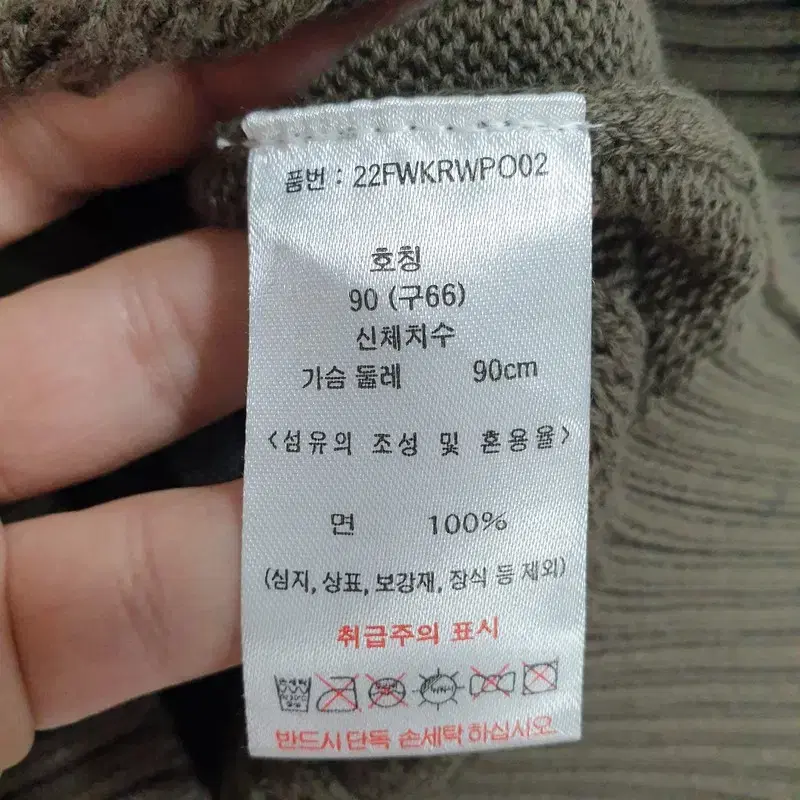 품번 : 22FWKRWPO02
호칭
90 (구66)
신체치수
가슴 둘레 90cm
<섬유의 조성 및 혼용율>
면 100%
(심지, 상표, 보강재, 장식 등 제외)
취급주의 표시
반드시 단독 손세탁 하십시오